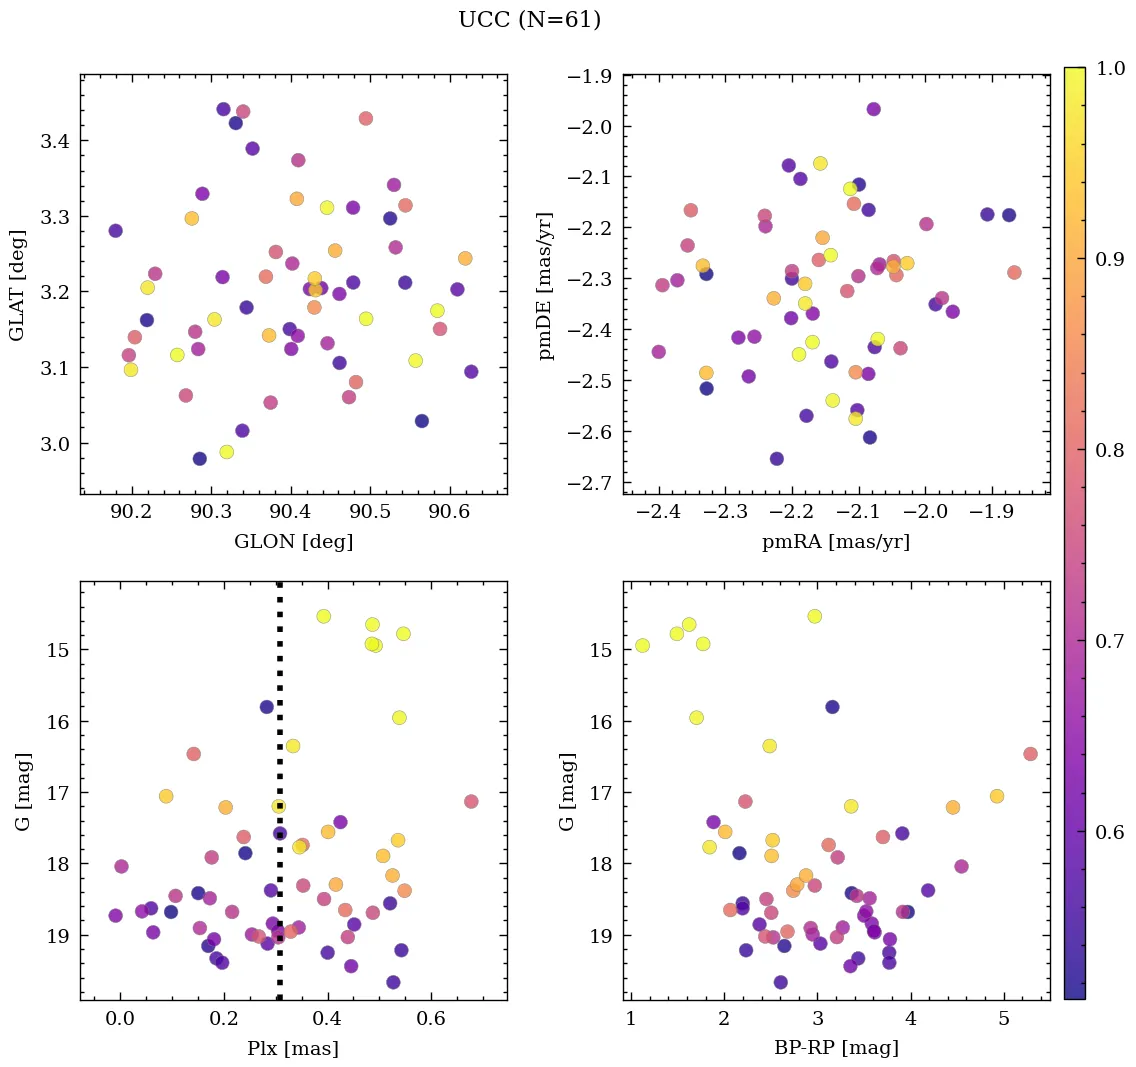 UCC (N=61)
3.4
3.3
3.2
3.1
3.0
GLAT [deg]
90.2 90.3 90.4 90.5 90.6
GLON [deg]
−1.9
−2.0
−2.1
−2.2
−2.3
−2.4
−2.5
−2.6
−2.7
pmDE [mas/yr]
−2.4 −2.3 −2.2 −2.1 −2.0 −1.9
pmRA [mas/yr]
15
16
17
18
19
G [mag]
0.0 0.2 0.4 0.6
Plx [mas]
15
16
17
18
19
G [mag]
1 2 3 4 5
BP-RP [mag]
1.0
0.9
0.8
0.7
0.6